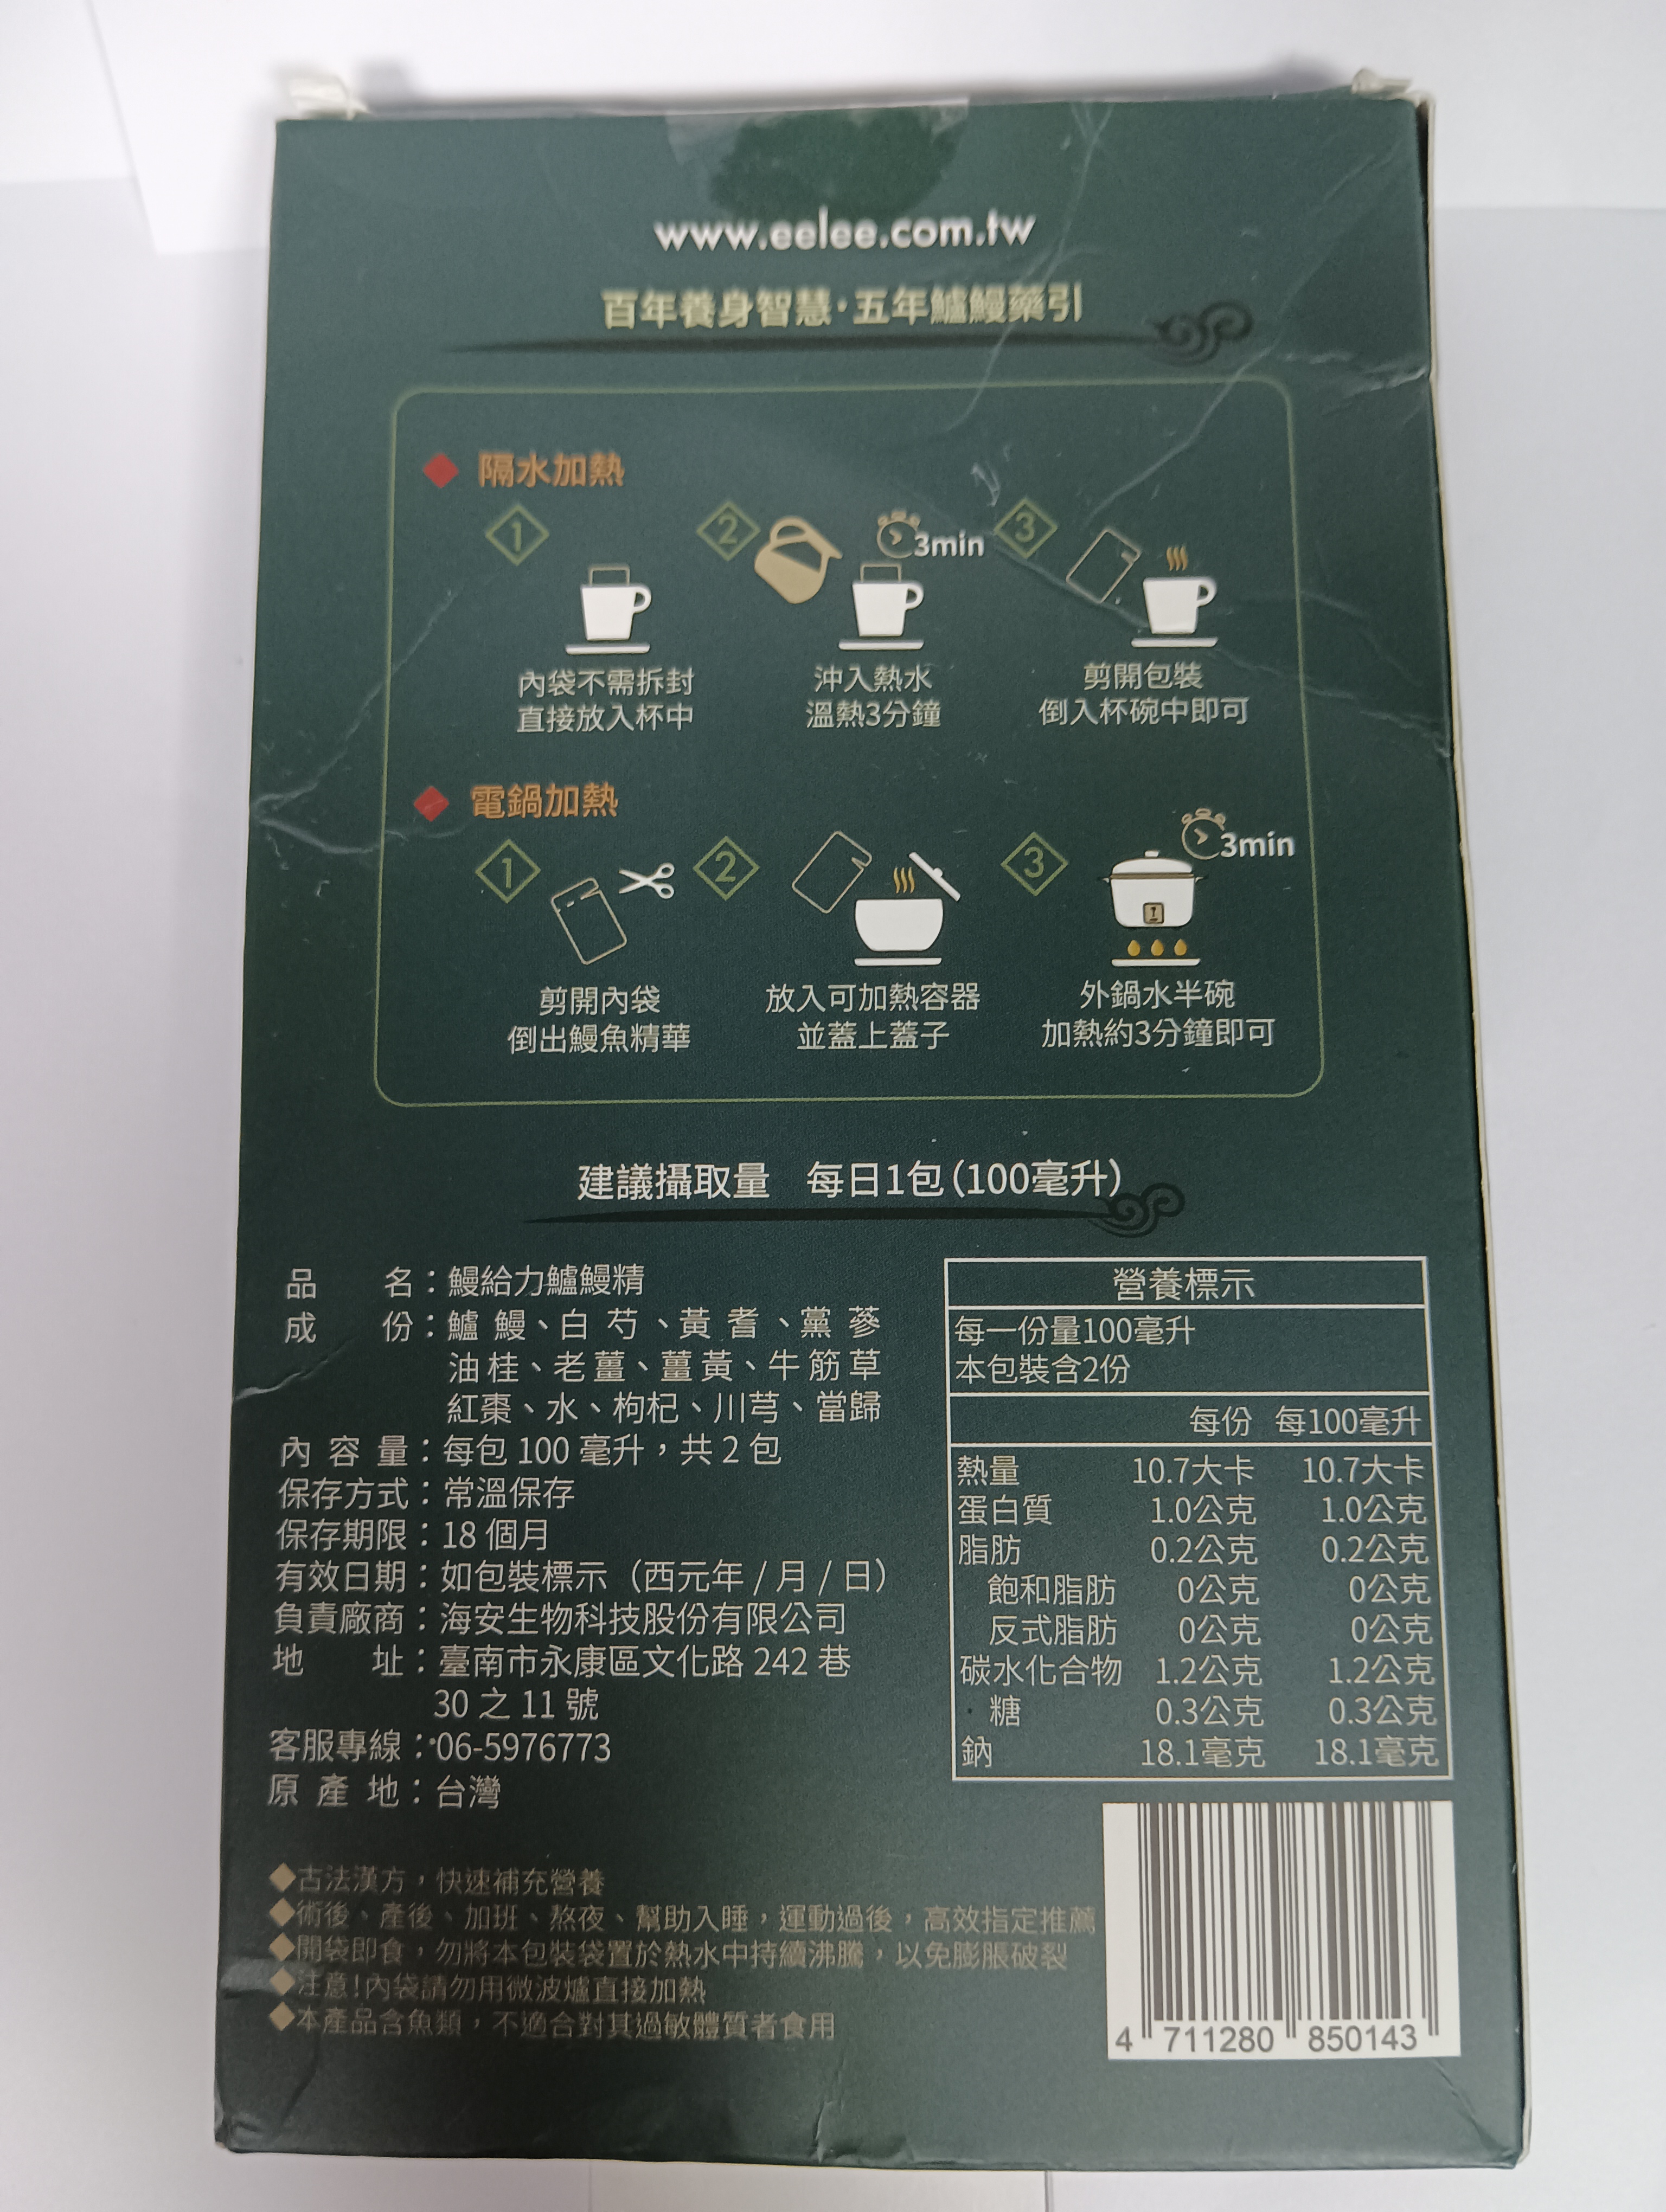 www.eelee.com.tw
百年養身智慧·五年鱸鰻藥引
隔水加熱
1
2
3min
3
內袋不需拆封
直接放入杯中
沖入熱水
溫熱3分鐘
剪開包裝
倒入杯碗中即可
電鍋加熱
1
2
3
3min
剪開內袋
倒出鰻魚精華
放入可加熱容器
並蓋上蓋子
外鍋水半碗
加熱約3分鐘即可
建議攝取量 每日1包(100毫升)
品名：鰻給力鱸鰻精
成份：鱸鰻、白芍、黃耆、黨蔘
油桂、老薑、薑黃、牛筋草
紅棗、水、枸杞、川芎、當歸
內容量：每包 100 毫升，共 2 包
保存方式：常溫保存
保存期限：18 個月
有效日期：如包裝標示（西元年 / 月 / 日）
負責廠商：海安生物科技股份有限公司
地址：臺南市永康區文化路 242 巷
30 之 11 號
客服專線：06-5976773
原產地：台灣
營養標示
每一份量100毫升
本包裝含2份
每份 每100毫升
熱量 10.7大卡 10.7大卡
蛋白質 1.0公克 1.0公克
脂肪 0.2公克 0.2公克
飽和脂肪 0公克 0公克
反式脂肪 0公克 0公克
碳水化合物 1.2公克 1.2公克
糖 0.3公克 0.3公克
鈉 18.1毫克 18.1毫克
◆古法漢方，快速補充營養
◆術後、產後、加班、熬夜、幫助入睡，運動過後，高效指定推薦
◆開袋即食，勿將本包裝袋置於熱水中持續沸騰，以免膨脹破裂
◆注意！內袋請勿用微波爐直接加熱
◆本產品含魚類，不適合對其過敏體質者食用
4 711280 850143